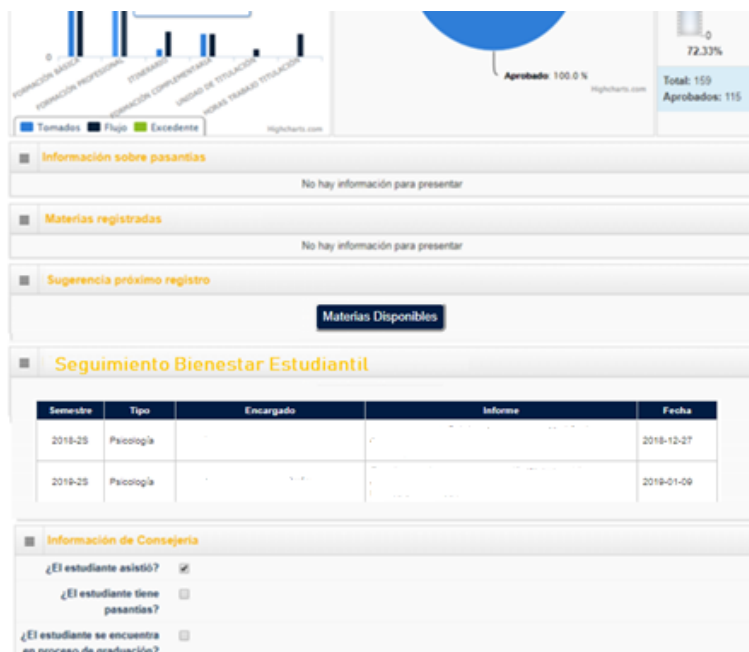 0
FORMACIÓN BÁSICA
FORMACIÓN PROFESIONAL
ITINERARIO
FORMACIÓN COMPLEMENTARIA
UNIDAD DE TITULACIÓN
HORAS TRABAJO TITULACIÓN
Tomados Flujo Excedente
Highcharts.com
Aprobado: 100.0 %
Highcharts.com
0
72.33%
Total: 159
Aprobados: 115
Información sobre pasantías
No hay información para presentar
Materias registradas
No hay información para presentar
Sugerencia próximo registro
Materias Disponibles
Seguimiento Bienestar Estudiantil
Semestre Tipo Encargado Informe Fecha
2018-2S Psicología 2018-12-27
2019-2S Psicología 2019-01-09
Información de Consejería
¿El estudiante asistió?
¿El estudiante tiene
pasantías?
¿El estudiante se encuentra
en proceso de graduación?